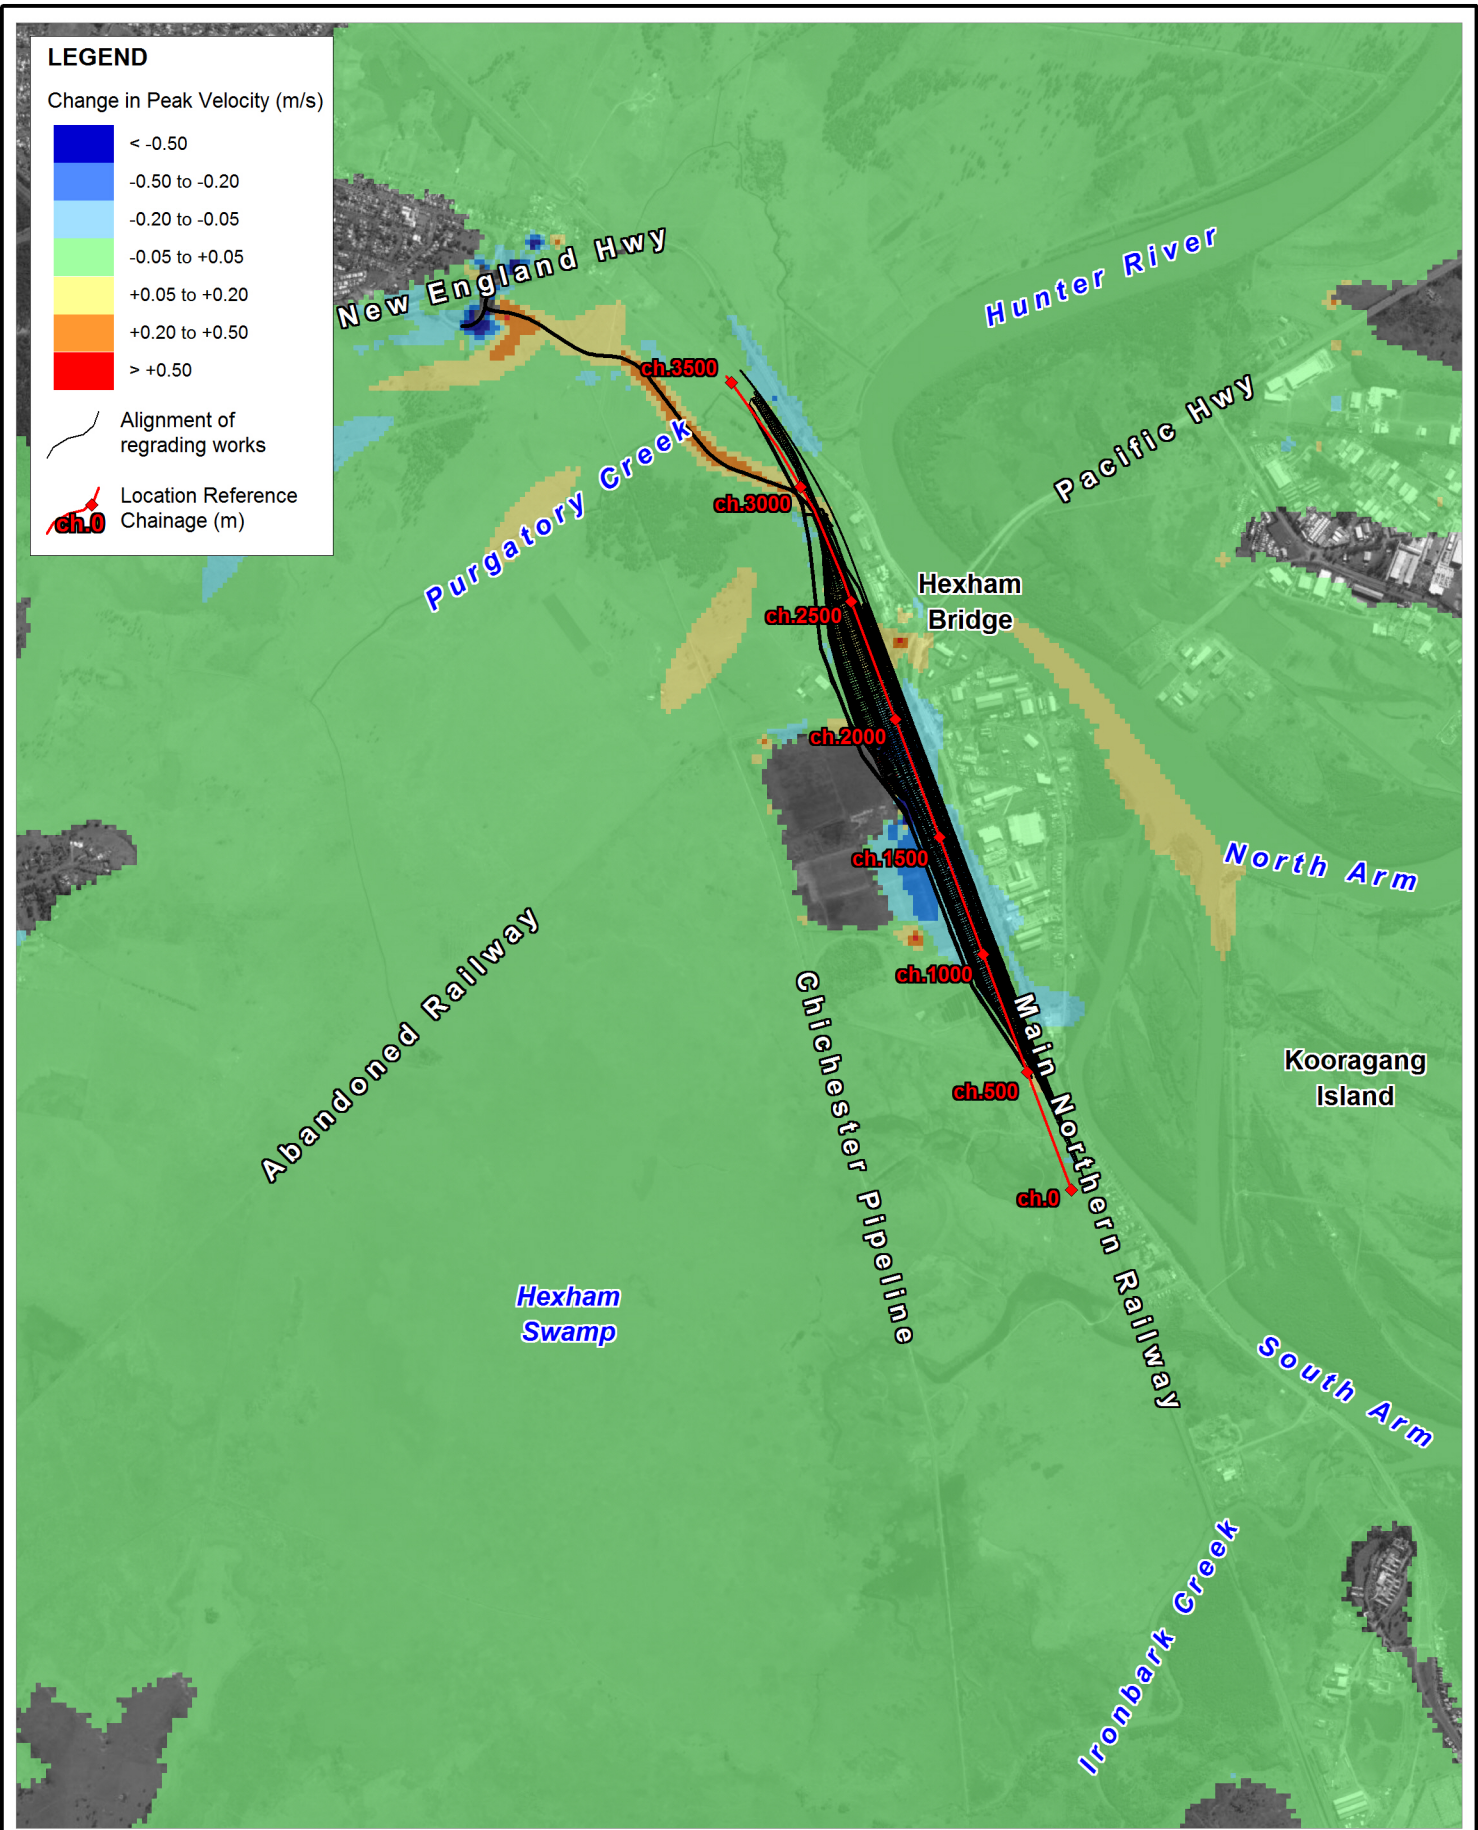 LEGEND
Change in Peak Velocity (m/s)
< -0.50
-0.50 to -0.20
-0.20 to -0.05
-0.05 to +0.05
+0.05 to +0.20
+0.20 to +0.50
> +0.50
Alignment of
regrading works
Location Reference
Chainage (m)
ch.0
New England Hwy
Hunter River
ch.3500
Pacific Hwy
Purgatory Creek
ch.3000
Hexham
Bridge
ch.2500
ch.2000
ch.1500
North Arm
Abandoned Railway
ch.1000
Chichester Pipeline
Main Northern Railway
Kooragang
Island
ch.500
ch.0
Hexham
Swamp
South Arm
Ironbark Creek